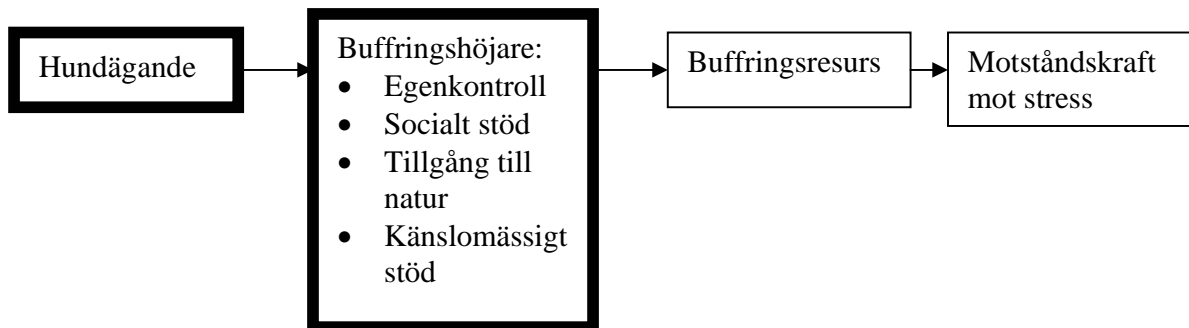 Hundägande
Buffringshöjare:
• Egenkontroll
• Socialt stöd
• Tillgång till
natur
• Känslomässigt
stöd
Buffringsresurs
Motståndskraft
mot stress